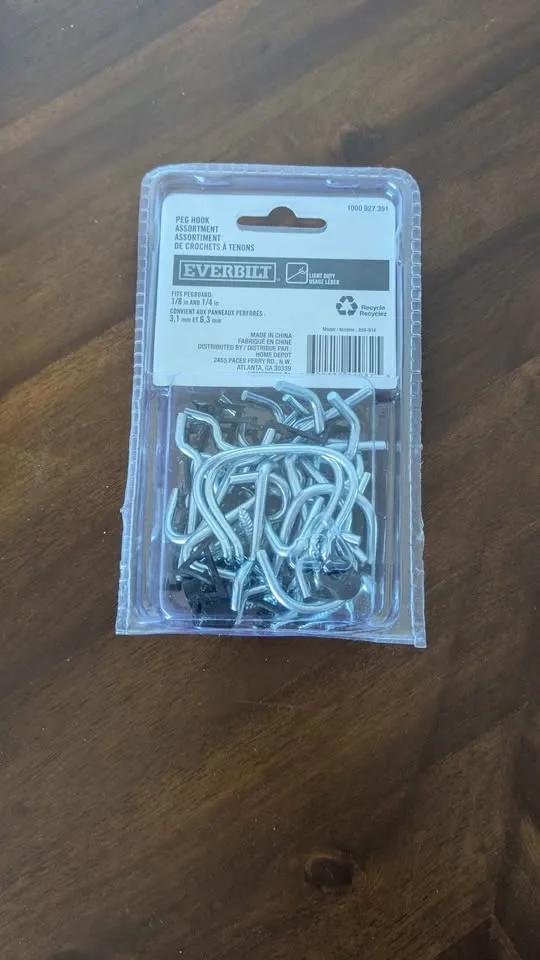 1000 927 391
PEG HOOK
ASSORTMENT
ASSORTIMENT
DE CROCHETS À TENONS
EVERBILT
LIGHT DUTY
USAGE LÉGER
FITS PEGBOARD:
1/8 in AND 1/4 in
CONVIENT AUX PANNEAUX PERFORÉS :
3,1 mm ET 6,3 mm
Recycle
Recyclez
Model / Modèle :
MADE IN CHINA
FABRIQUÉ EN CHINE
DISTRIBUTED BY / DISTRIBUÉ PAR :
HOME DEPOT
2455 PACES FERRY RD., N.W.
ATLANTA, GA 30339